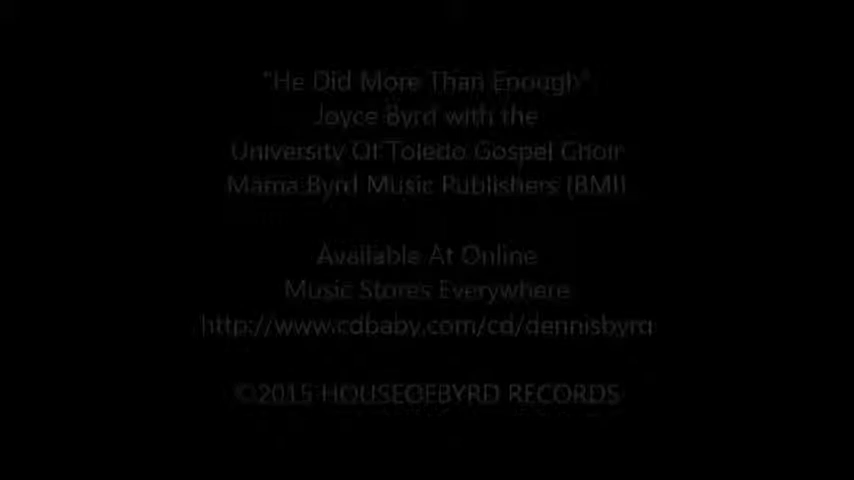 "He Did More Than Enough"
Joyce Byrd with the
University Of Toledo Gospel Choir
Mama Byrd Music Publishers (BMI)
Available At Online
Music Stores Everywhere
http://www.cdbaby.com/cd/dennisbyrd
©2015 HOUSEOFBYRD RECORDS